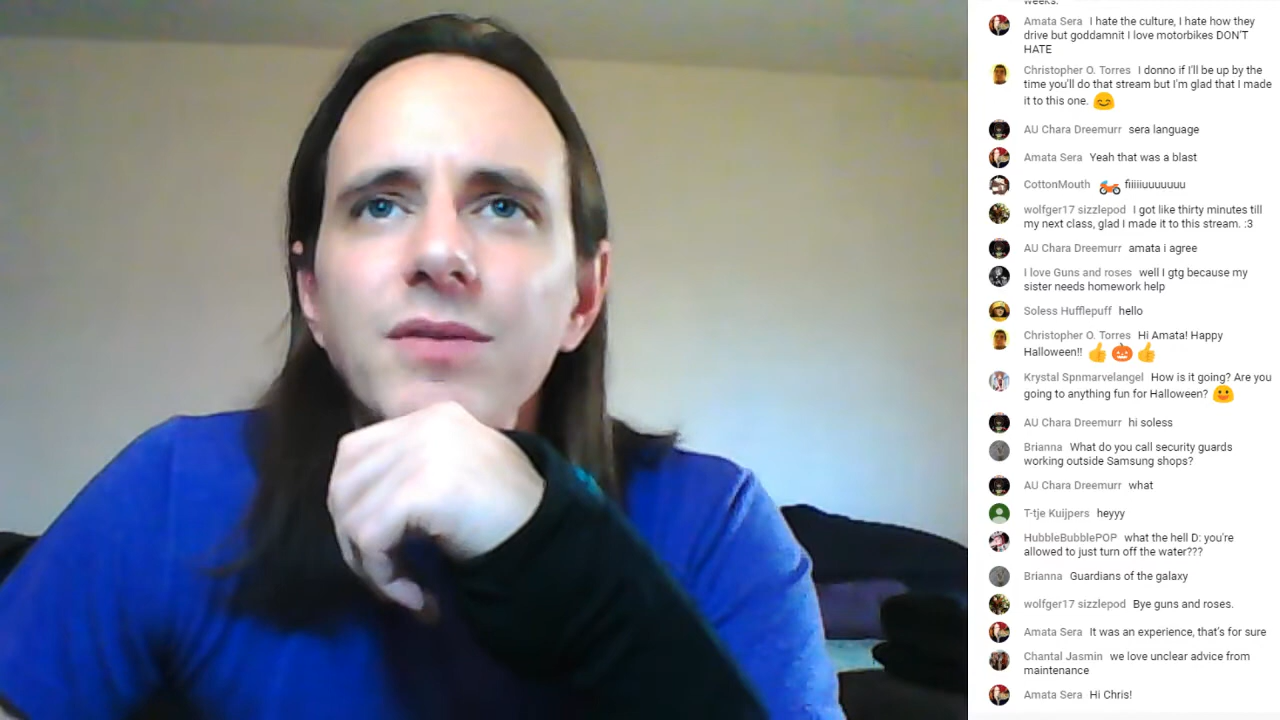 weeks.
Amata Sera I hate the culture, I hate how they
drive but goddamnit I love motorbikes DON'T
HATE
Christopher O. Torres I donno if I'll be up by the
time you'll do that stream but I'm glad that I made
it to this one. 😊
AU Chara Dreemurr sera language
Amata Sera Yeah that was a blast
CottonMouth 🏍 fiiiiiuuuuuuu
wolfger17 sizzlepod I got like thirty minutes till
my next class, glad I made it to this stream. :3
AU Chara Dreemurr amata i agree
I love Guns and roses well I gtg because my
sister needs homework help
Soless Hufflepuff hello
Christopher O. Torres Hi Amata! Happy
Halloween!! 👍 🎃 👍
Krystal Spnmarvelangel How is it going? Are you
going to anything fun for Halloween? 😃
AU Chara Dreemurr hi soless
Brianna What do you call security guards
working outside Samsung shops?
AU Chara Dreemurr what
T-tje Kuijpers heyyy
HubbleBubblePOP what the hell D: you're
allowed to just turn off the water???
Brianna Guardians of the galaxy
wolfger17 sizzlepod Bye guns and roses.
Amata Sera It was an experience, that's for sure
Chantal Jasmin we love unclear advice from
maintenance
Amata Sera Hi Chris!